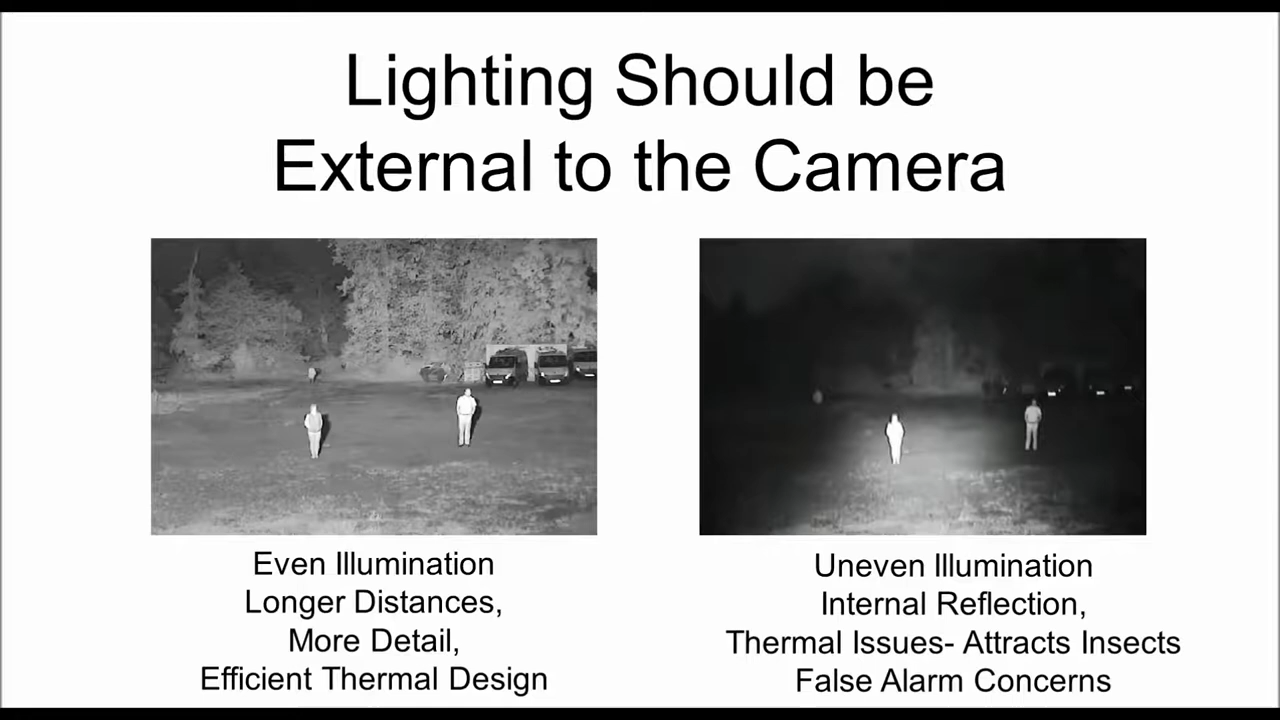 Lighting Should be
External to the Camera
Even Illumination
Longer Distances,
More Detail,
Efficient Thermal Design
Uneven Illumination
Internal Reflection,
Thermal Issues- Attracts Insects
False Alarm Concerns